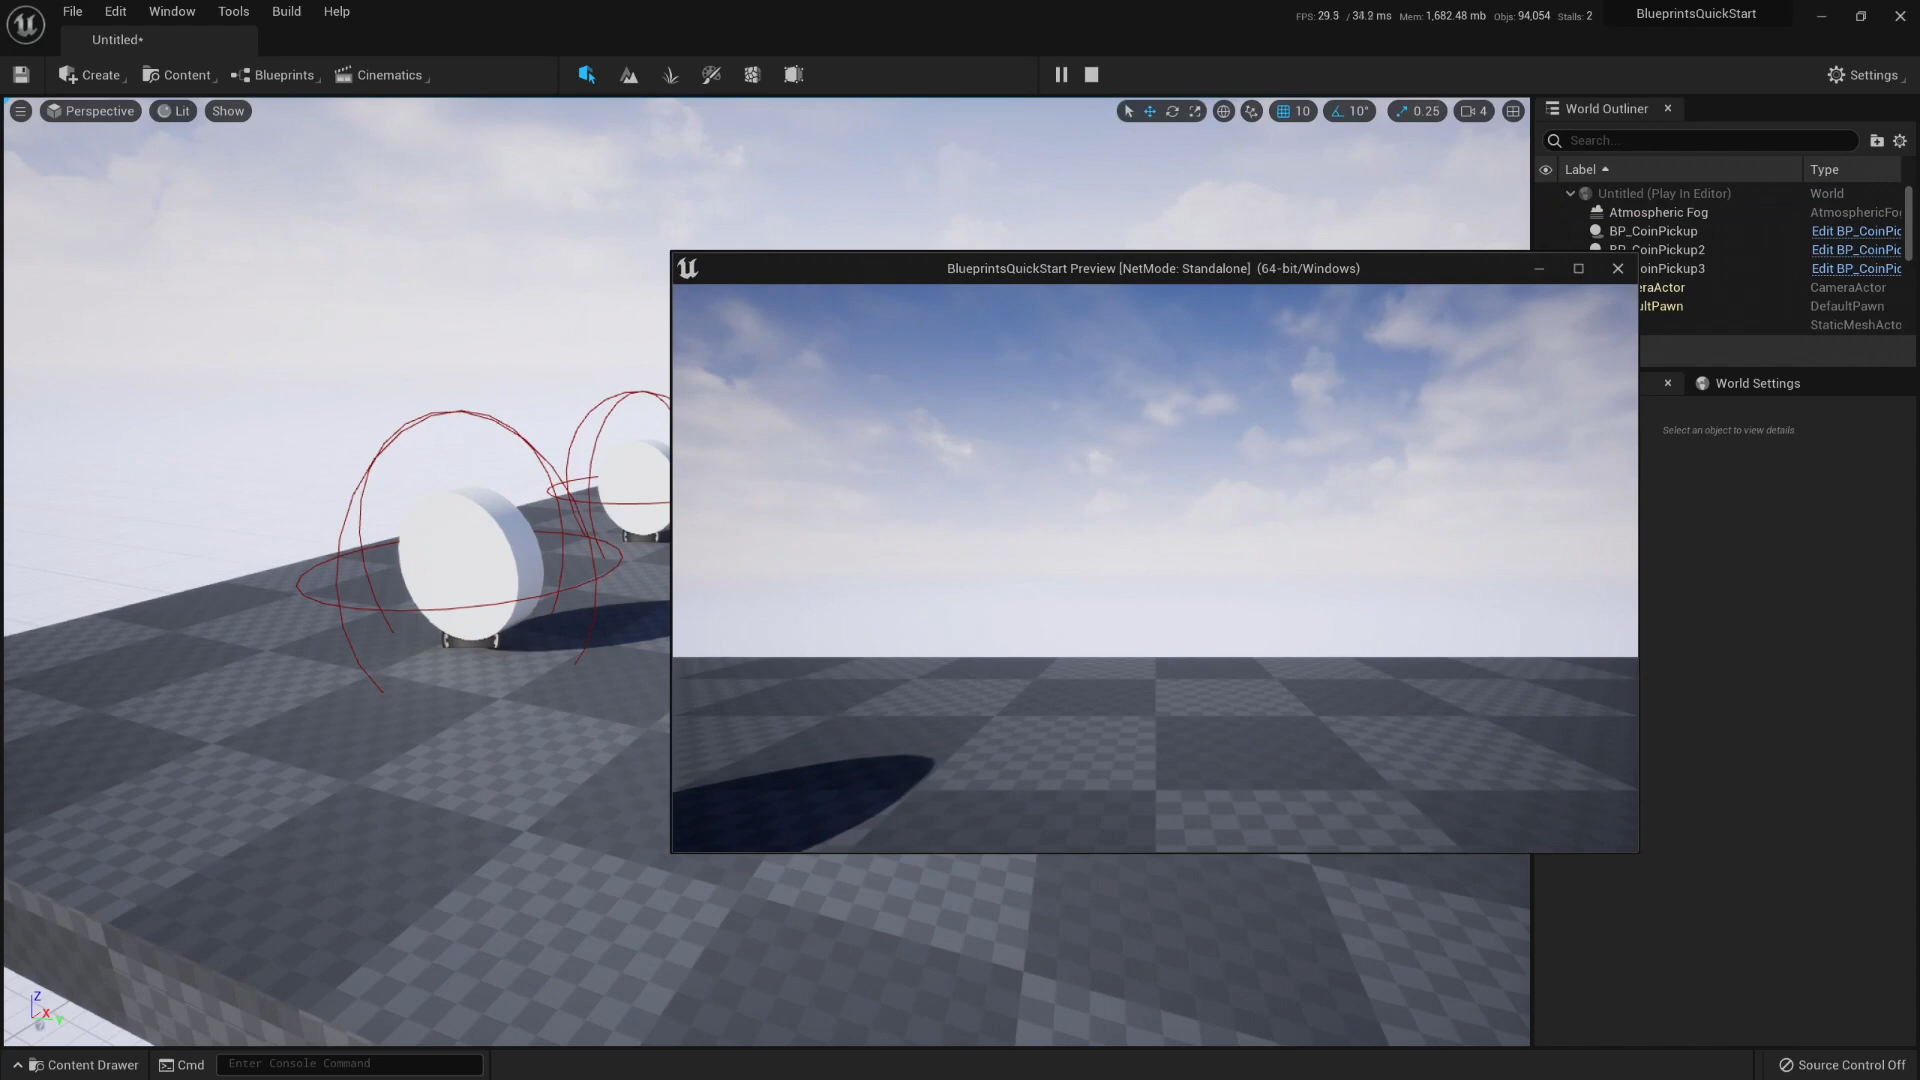 File Edit Window Tools Build Help
FPS: 29.3 / 34.2 ms Mem: 1,682.48 mb Objs: 94,054 Stalls: 2
BlueprintsQuickStart
Untitled*
Create Content Blueprints Cinematics Settings
Perspective Lit Show 10 10° 0.25 4
World Outliner
Search...
Label Type
Untitled (Play In Editor) World
Atmospheric Fog AtmosphericFo
BP_CoinPickup Edit BP_CoinPic
BP_CoinPickup2 Edit BP_CoinPic
oinPickup3 Edit BP_CoinPic
eraActor CameraActor
ultPawn DefaultPawn
StaticMeshActo
BlueprintsQuickStart Preview [NetMode: Standalone] (64-bit/Windows)
World Settings
Select an object to view details
Z
X
Y
Content Drawer Cmd Enter Console Command Source Control Off